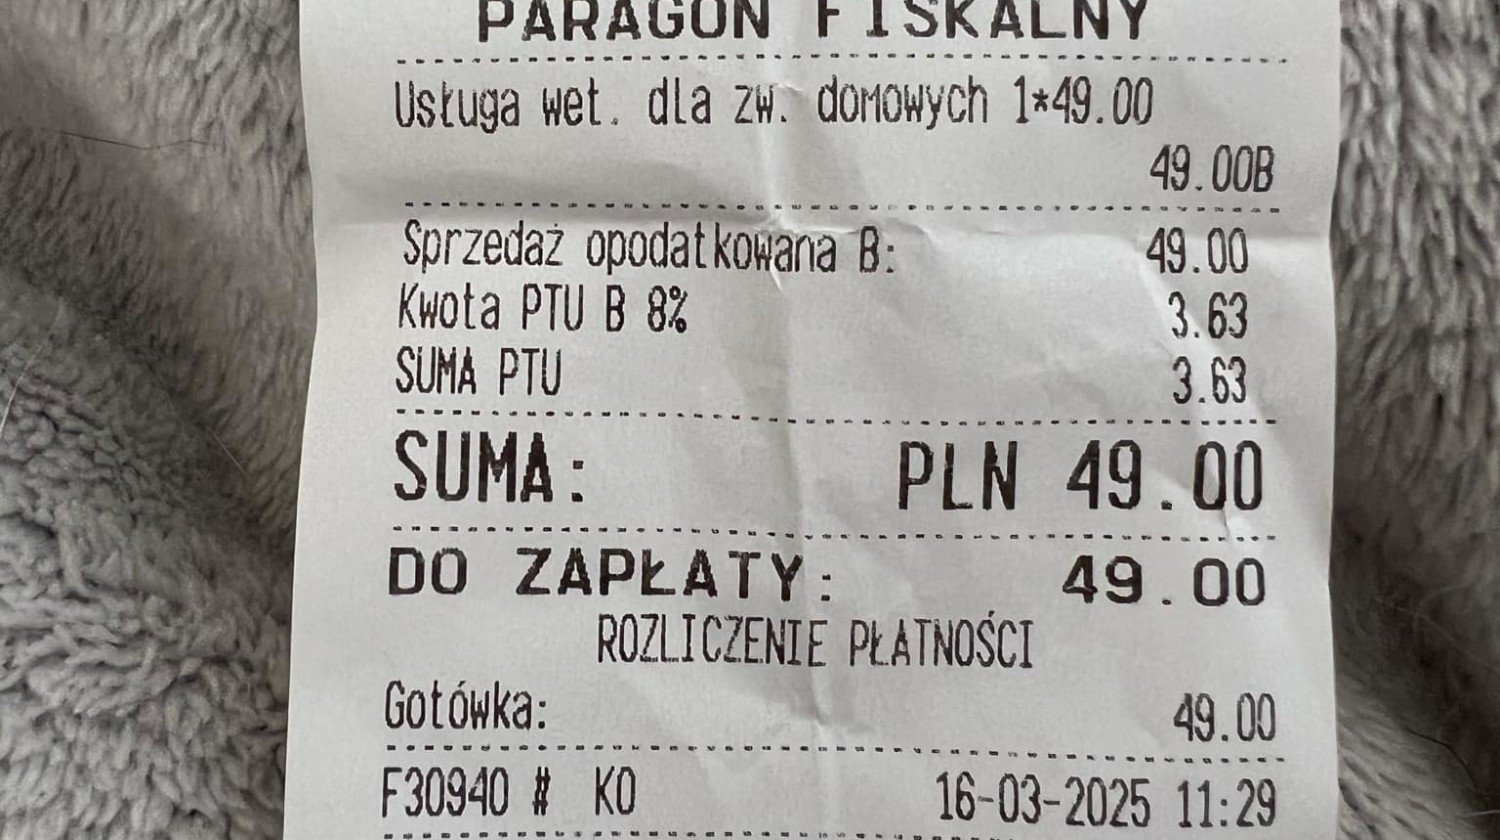 PARAGON FISKALNY
Usługa wet. dla zw. domowych 1*49.00
49.00B
Sprzedaż opodatkowana B: 49.00
Kwota PTU B 8% 3.63
SUMA PTU 3.63
SUMA: PLN 49.00
DO ZAPŁATY: 49.00
ROZLICZENIE PŁATNOŚCI
Gotówka: 49.00
F30940 # KO 16-03-2025 11:29